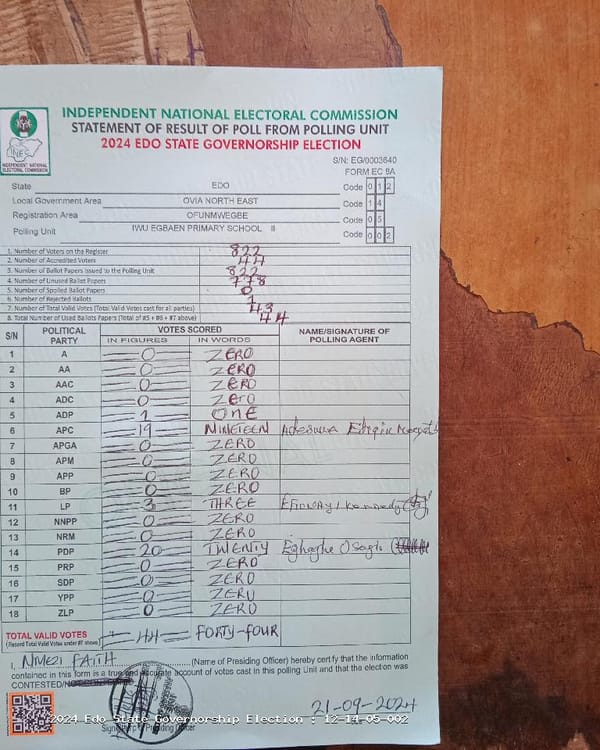 INDEPENDENT NATIONAL ELECTORAL COMMISSION
STATEMENT OF RESULT OF POLL FROM POLLING UNIT
2024 EDO STATE GOVERNORSHIP ELECTION
INEC
INDEPENDENT NATIONAL ELECTORAL COMMISSION
S/N: EG/0003640
FORM EC 8A
State EDO Code 0 1 2
Local Government Area OVIA NORTH EAST Code 1 4
Registration Area OFUNMWEGBE Code 0 5
Polling Unit IWU EGBAEN PRIMARY SCHOOL II Code 0 0 2
1. Number of Voters on the Register 822
2. Number of Accredited Voters 44
3. Number of Ballot Papers Issued to the Polling Unit 822
4. Number of Unused Ballot Papers 778
5. Number of Spoiled Ballot Papers 0
6. Number of Rejected Ballots 1
7. Number of Total Valid Votes (Total Valid Votes cast for all parties) 43
8. Total Number of Used Ballots Papers (Total of #5 + #6 + #7 above) 44
S/N POLITICAL PARTY VOTES SCORED NAME/SIGNATURE OF POLLING AGENT
IN FIGURES IN WORDS
1 A 0 ZERO
2 AA 0 ZERO
3 AAC 0 ZERO
4 ADC 0 ZERO
5 ADP 1 ONE
6 APC 19 NINETEEN
7 APGA 0 ZERO
8 APM 0 ZERO
9 APP 0 ZERO
10 BP 0 ZERO
11 LP 3 THREE
12 NNPP 0 ZERO
13 NRM 0 ZERO
14 PDP 20 TWENTY Eghaghe Osagie
15 PRP 0 ZERO
16 SDP 0 ZERO
17 YPP 0 ZERO
18 ZLP 0 ZERO
TOTAL VALID VOTES 44 FORTY-FOUR
(Record Total Valid Votes under #7 above)
I, FAITH (Name of Presiding Officer) hereby certify that the information
contained in this form is a true and accurate account of votes cast in this polling unit and that the election was
CONTESTED/
21-09-2024
2024 Edo State Governorship Election : 12-14-05-002
Presiding Officer